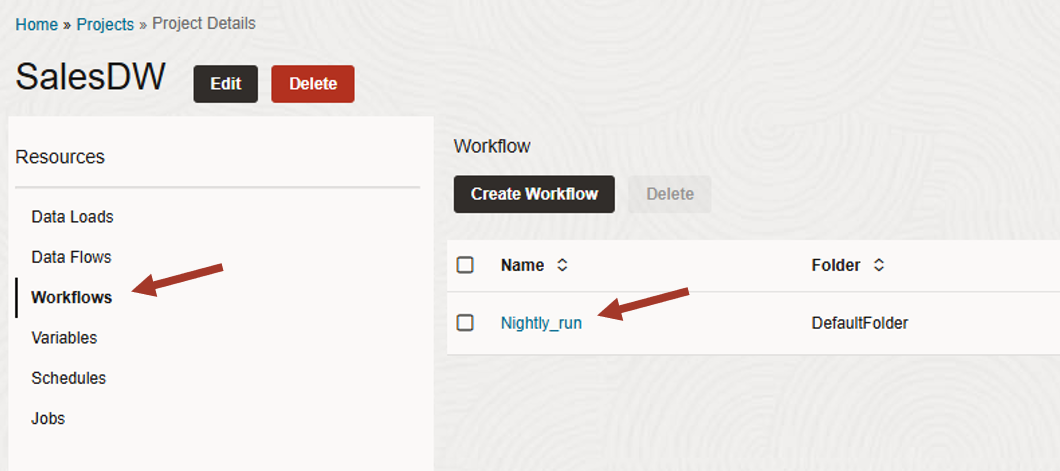 Home » Projects » Project Details
SalesDW Edit Delete
Resources
Data Loads
Data Flows
Workflows
Variables
Schedules
Jobs
Workflow
Create Workflow Delete
Name Folder
Nightly_run DefaultFolder